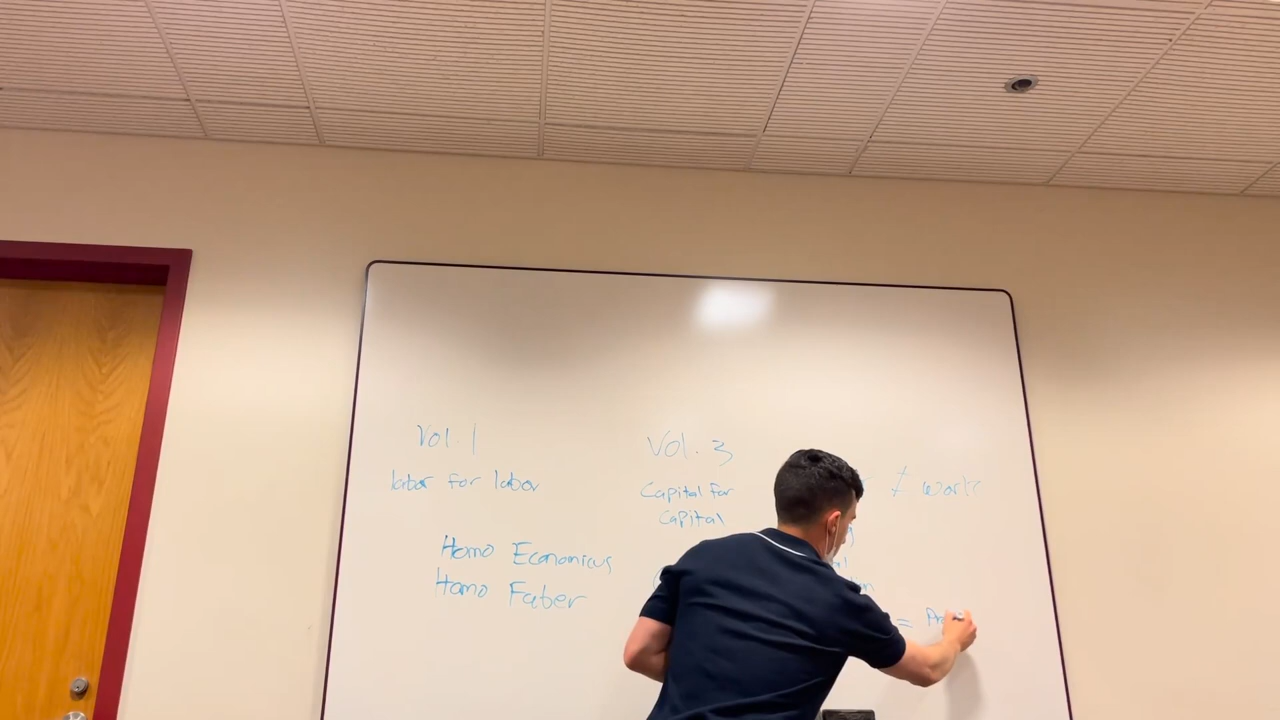 Vol. 1
labor for labor
Homo Economicus
Homo Faber
Vol. 3
Capital for
Capital
≠ work
=